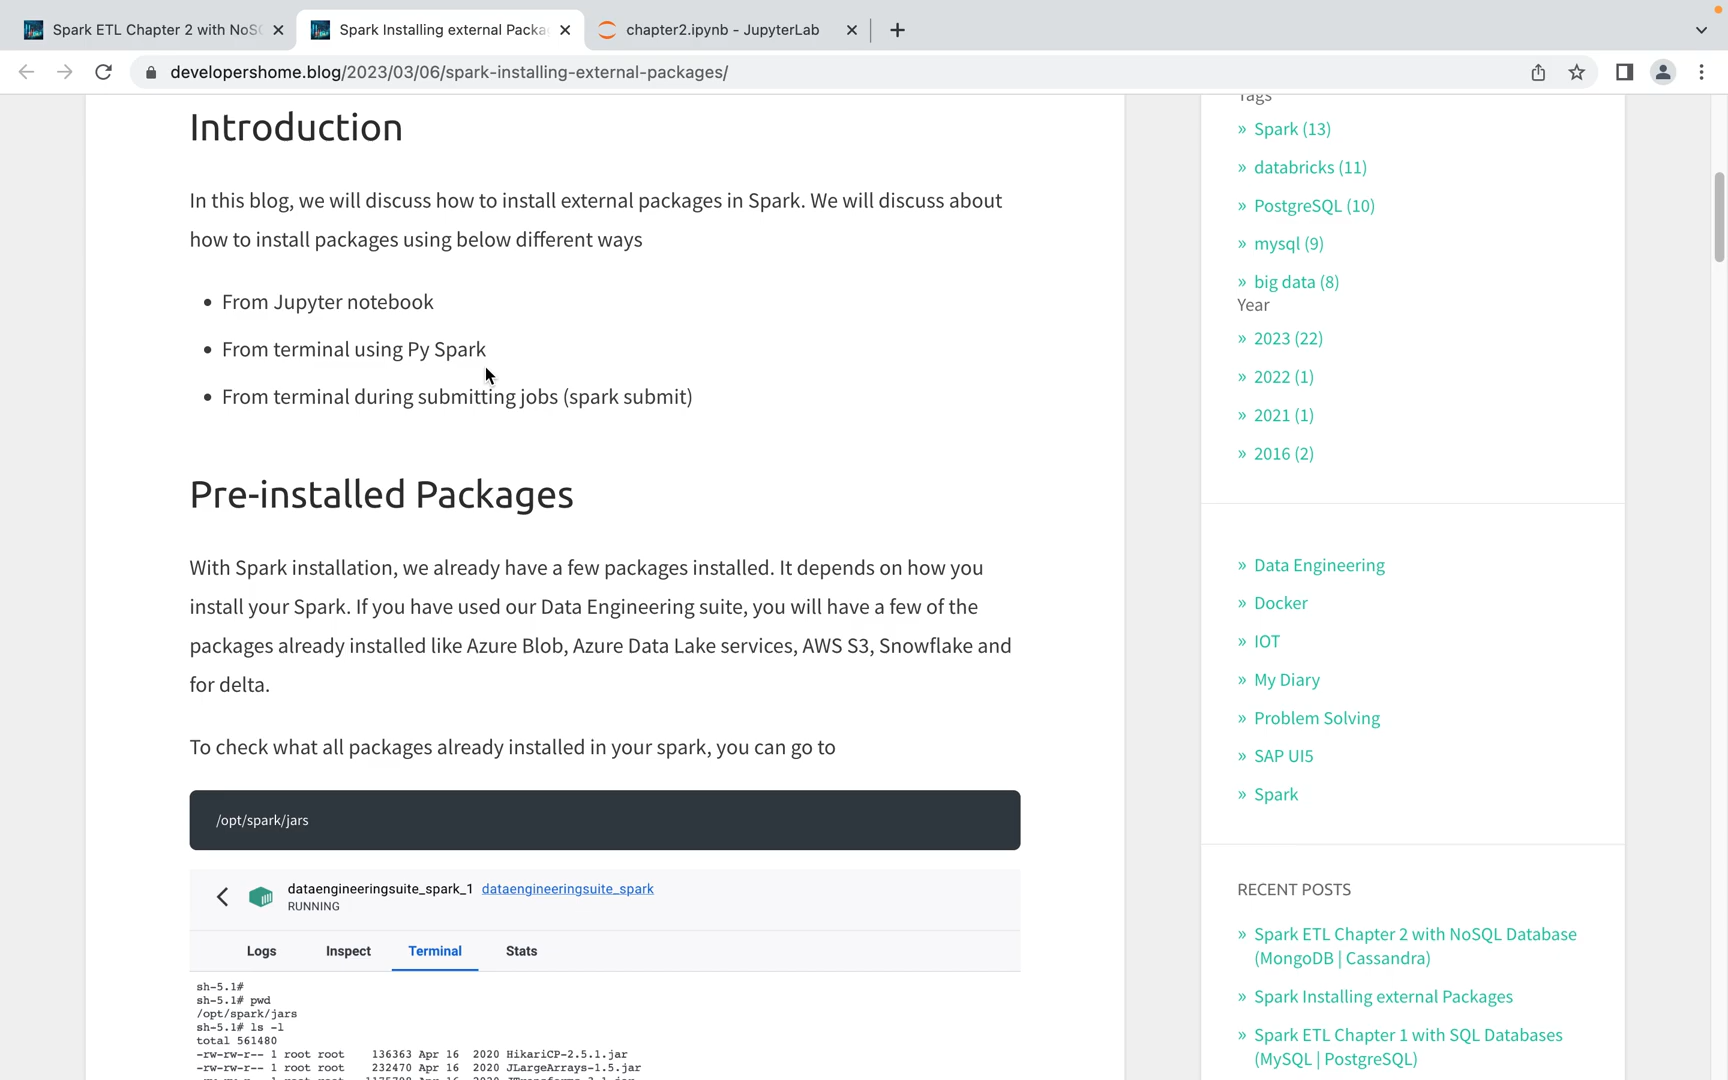 Spark ETL Chapter 2 with NoSQ
Spark Installing external Packa
chapter2.ipynb - JupyterLab
developershome.blog/2023/03/06/spark-installing-external-packages/
Introduction
In this blog, we will discuss how to install external packages in Spark. We will discuss about
how to install packages using below different ways
• From Jupyter notebook
• From terminal using Py Spark
• From terminal during submitting jobs (spark submit)
Pre-installed Packages
With Spark installation, we already have a few packages installed. It depends on how you
install your Spark. If you have used our Data Engineering suite, you will have a few of the
packages already installed like Azure Blob, Azure Data Lake services, AWS S3, Snowflake and
for delta.
To check what all packages already installed in your spark, you can go to
/opt/spark/jars
dataengineeringsuite_spark_1 dataengineeringsuite_spark
RUNNING
Logs Inspect Terminal Stats
sh-5.1#
sh-5.1# pwd
/opt/spark/jars
sh-5.1# ls -l
total 561480
-rw-rw-r-- 1 root root 136363 Apr 16 2020 HikariCP-2.5.1.jar
-rw-rw-r-- 1 root root 232470 Apr 16 2020 JLargeArrays-1.5.jar
Tags
» Spark (13)
» databricks (11)
» PostgreSQL (10)
» mysql (9)
» big data (8)
Year
» 2023 (22)
» 2022 (1)
» 2021 (1)
» 2016 (2)
» Data Engineering
» Docker
» IOT
» My Diary
» Problem Solving
» SAP UI5
» Spark
RECENT POSTS
» Spark ETL Chapter 2 with NoSQL Database
(MongoDB | Cassandra)
» Spark Installing external Packages
» Spark ETL Chapter 1 with SQL Databases
(MySQL | PostgreSQL)